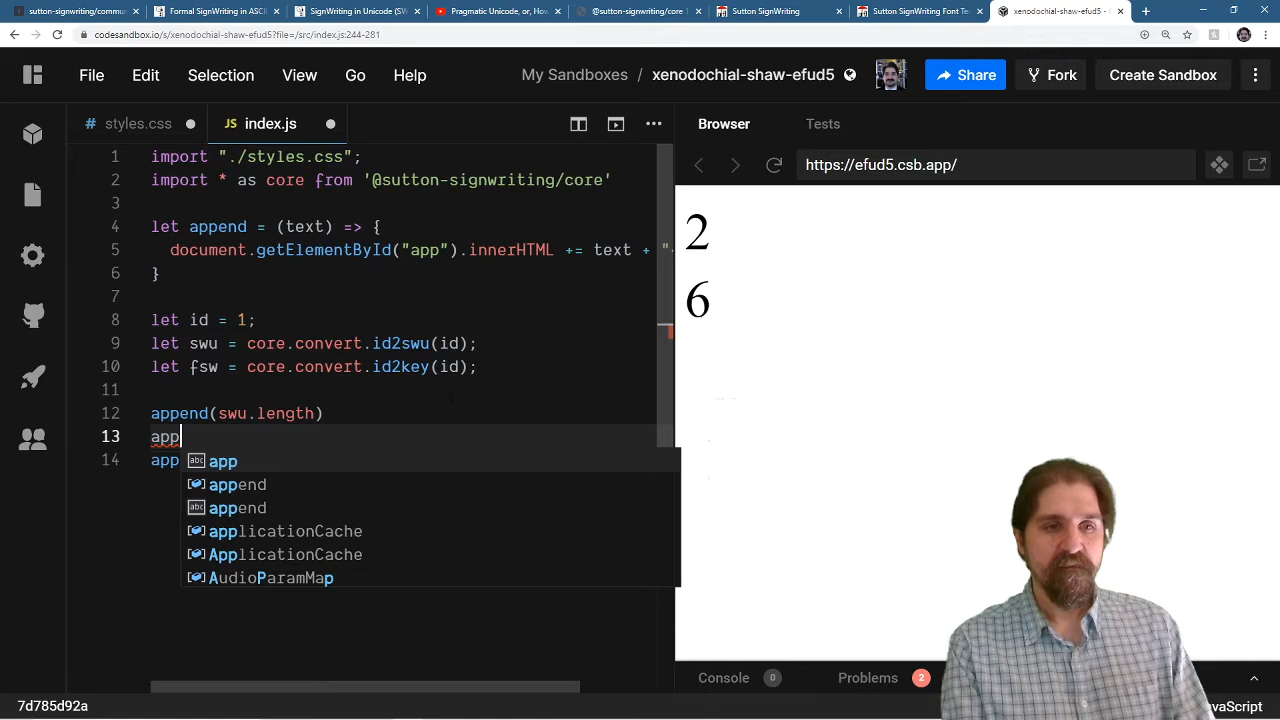 sutton-signwriting/commun
Formal SignWriting in ASCII
SignWriting in Unicode (SW
Pragmatic Unicode, or, How
@sutton-signwriting/core 1
Sutton SignWriting
Sutton SignWriting Font Tes
xenodochial-shaw-efud5 - C
codesandbox.io/s/xenodochial-shaw-efud5?file=/src/index.js:244-281
File Edit Selection View Go Help
My Sandboxes / xenodochial-shaw-efud5
Share
Fork
Create Sandbox
# styles.css
JS index.js
Browser
Tests
https://efud5.csb.app/
1 import "./styles.css";
2 import * as core from '@sutton-signwriting/core'
3
4 let append = (text) => {
5 document.getElementById("app").innerHTML += text + "
6 }
7
8 let id = 1;
9 let swu = core.convert.id2swu(id);
10 let fsw = core.convert.id2key(id);
11
12 append(swu.length)
13 app
14 app
app
append
append
applicationCache
ApplicationCache
AudioParamMap
2
6
Console 0
Problems 2
7d785d92a
vaScript